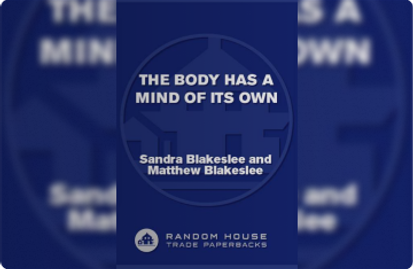 THE BODY HAS A
MIND OF ITS OWN
Sandra Blakeslee and
Matthew Blakeslee
RANDOM HOUSE
TRADE PAPERBACKS